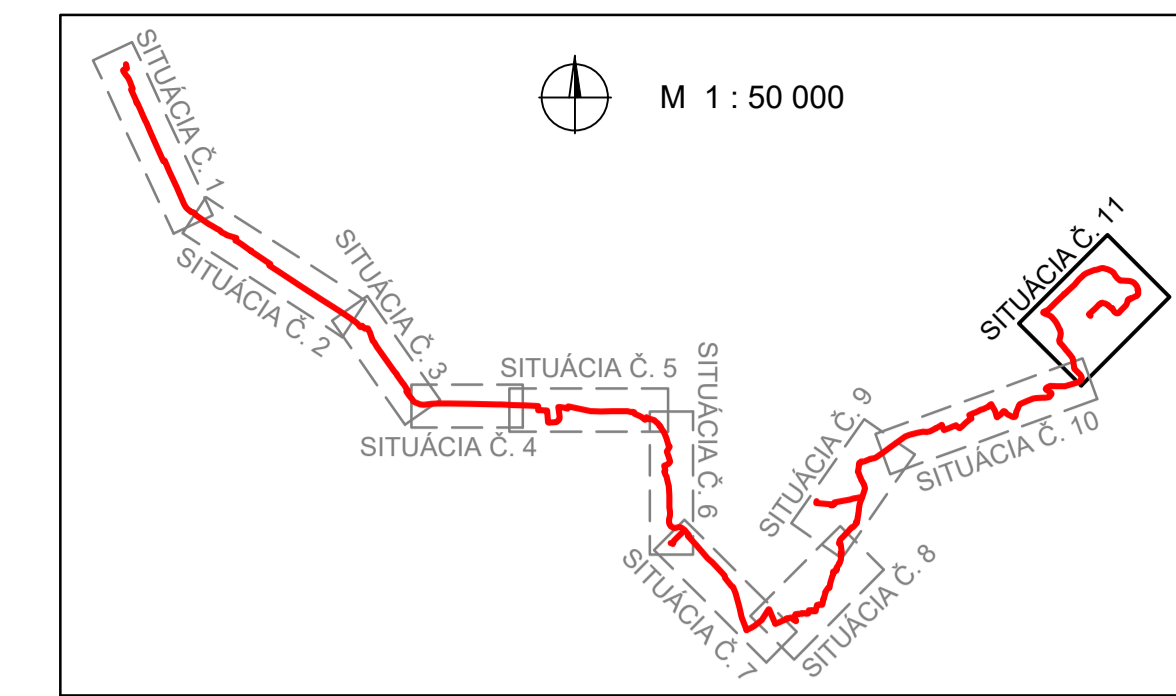 SITUÁCIA Č. 1
M 1 : 50 000
SITUÁCIA Č. 2
SITUÁCIA Č. 3
SITUÁCIA Č. 4
SITUÁCIA Č. 5
SITUÁCIA Č. 6
SITUÁCIA Č. 7
SITUÁCIA Č. 8
SITUÁCIA Č. 9
SITUÁCIA Č. 10
SITUÁCIA Č. 11